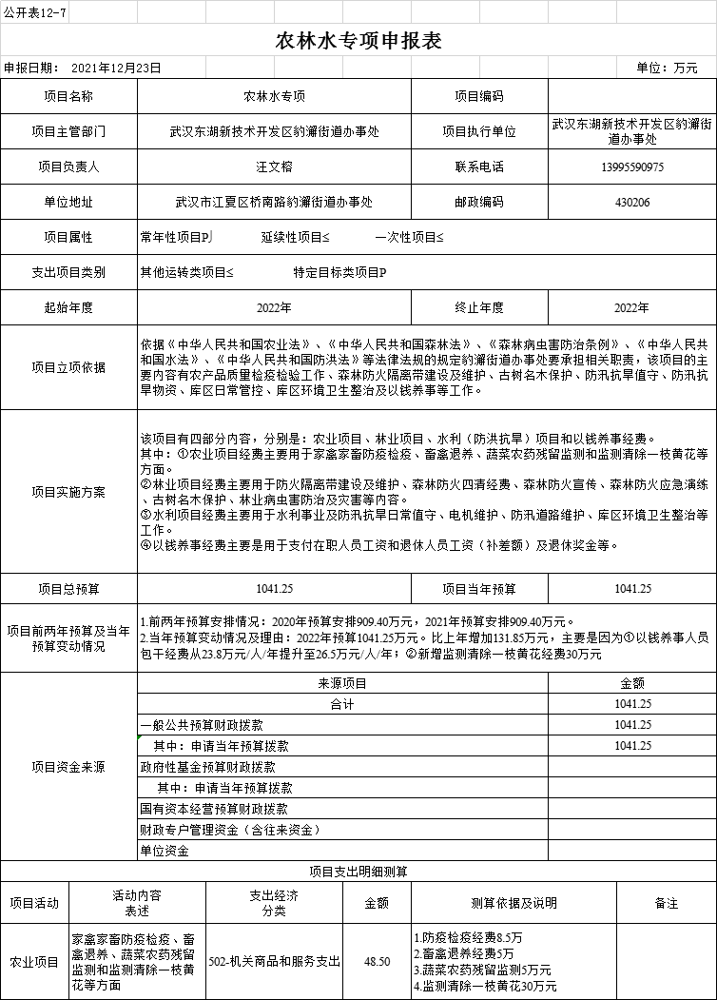 公开表12-7
农林水专项申报表
申报日期： 2021年12月23日
单位：万元
项目名称
农林水专项
项目编码
项目主管部门
武汉东湖新技术开发区豹澥街道办事处
项目执行单位
武汉东湖新技术开发区豹澥街
道办事处
项目负责人
汪文榕
联系电话
13995590975
单位地址
武汉市江夏区桥南路豹澥街道办事处
邮政编码
430206
项目属性
常年性项目P⌡ 延续性项目≤ 一次性项目≤
支出项目类别
其他运转类项目≤ 特定目标类项目P
起始年度
2022年
终止年度
2022年
项目立项依据
依据《中华人民共和国农业法》、《中华人民共和国森林法》、《森林病虫害防治条例》、《中华人民共
和国水法》、《中华人民共和国防洪法》等法律法规的规定豹澥街道办事处要承担相关职责，该项目的主
要内容有农产品质量检疫检验工作、森林防火隔离带建设及维护、古树名木保护、防汛抗旱值守、防汛抗
旱物资、库区日常管控、库区环境卫生整治及以钱养事等工作。
项目实施方案
该项目有四部分内容，分别是：农业项目、林业项目、水利（防洪抗旱）项目和以钱养事经费。
其中：①农业项目经费主要用于家禽家畜防疫检疫、畜禽退养、蔬菜农药残留监测和监测清除一枝黄花等
方面。
②林业项目经费主要用于防火隔离带建设及维护、森林防火四清经费、森林防火宣传、森林防火应急演练
、古树名木保护、林业病虫害防治及灾害等内容。
③水利项目经费主要用于水利事业及防汛抗旱日常值守、电机维护、防汛道路维护、库区环境卫生整治等
工作。
④以钱养事经费主要是用于支付在职人员工资和退休人员工资（补差额）及退休奖金等。
项目总预算
1041.25
项目当年预算
1041.25
项目前两年预算及当年
预算变动情况
1.前两年预算安排情况：2020年预算安排909.40万元，2021年预算安排909.40万元。
2.当年预算变动情况及理由：2022年预算1041.25万元。比上年增加131.85万元，主要是因为①以钱养事人员
包干经费从23.8万元/人/年提升至26.5万元/人/年；②新增监测清除一枝黄花经费30万元
项目资金来源
来源项目
金额
合计
1041.25
一般公共预算财政拨款
1041.25
其中：申请当年预算拨款
1041.25
政府性基金预算财政拨款
其中：申请当年预算拨款
国有资本经营预算财政拨款
财政专户管理资金（含往来资金）
单位资金
项目支出明细测算
项目活动
活动内容
表述
支出经济
分类
金额
测算依据及说明
备注
农业项目
家禽家畜防疫检疫、畜
禽退养、蔬菜农药残留
监测和监测清除一枝黄
花等方面
502-机关商品和服务支出
48.50
1.防疫检疫经费8.5万
2.畜禽退养经费5万
3.蔬菜农药残留监测5万元
4.监测清除一枝黄花30万元